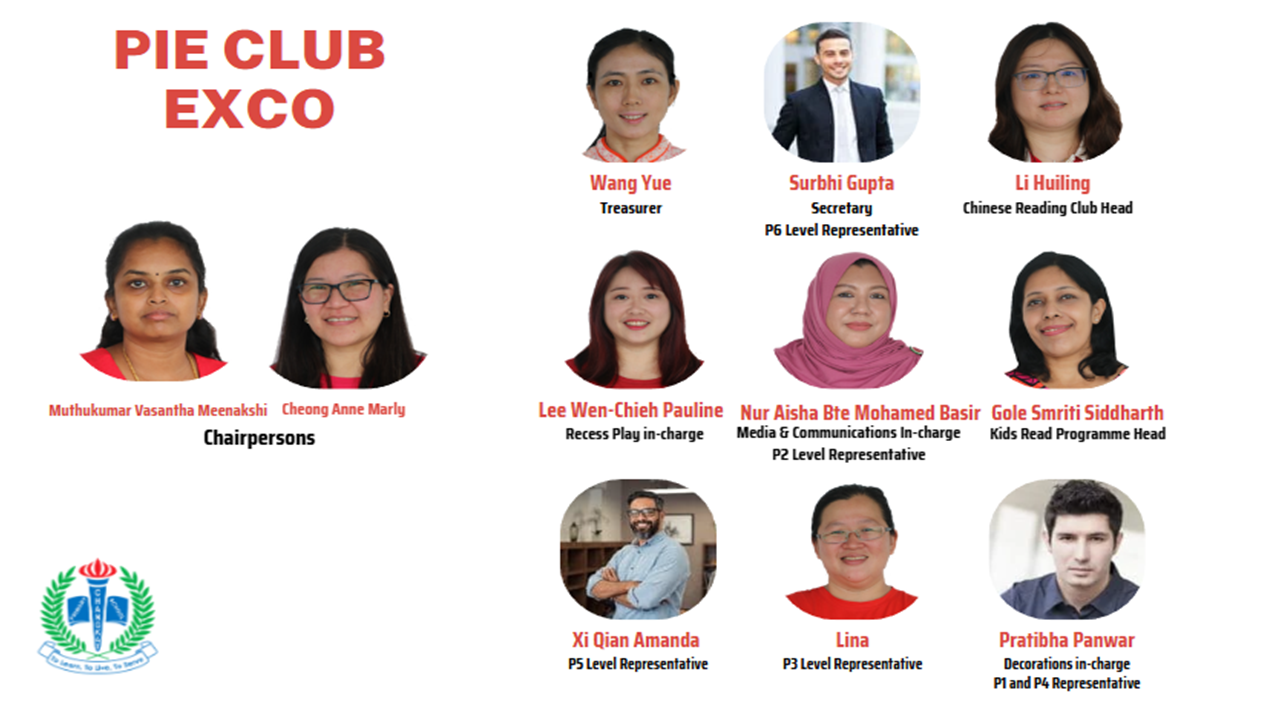 PIE CLUB
EXCO
Muthukumar Vasantha Meenakshi
Cheong Anne Marly
Chairpersons
Wang Yue
Treasurer
Surbhi Gupta
Secretary
P6 Level Representative
Li Huiling
Chinese Reading Club Head
Lee Wen-Chieh Pauline
Recess Play in-charge
Nur Aisha Bte Mohamed Basir
Media & Communications In-charge
P2 Level Representative
Gole Smriti Siddharth
Kids Read Programme Head
Xi Qian Amanda
P5 Level Representative
Lina
P3 Level Representative
Pratibha Panwar
Decorations in-charge
P1 and P4 Representative
To Learn, To Live, To Serve